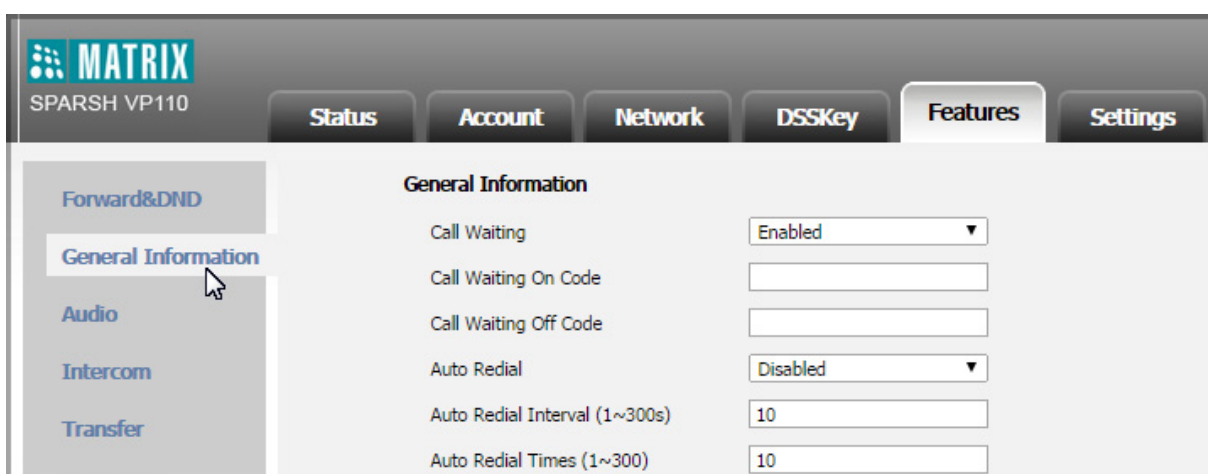 MATRIX
SPARSH VP110
Status Account Network DSSKey Features Settings
Forward&DND
General Information
Audio
Intercom
Transfer
General Information
Call Waiting Enabled
Call Waiting On Code
Call Waiting Off Code
Auto Redial Disabled
Auto Redial Interval (1~300s) 10
Auto Redial Times (1~300) 10